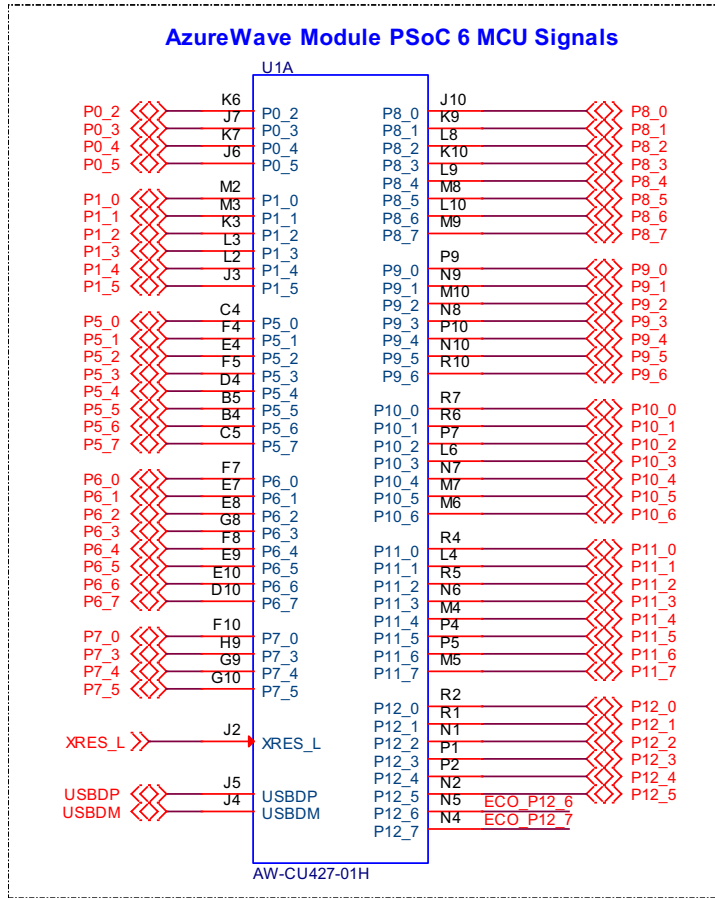 AzureWave Module PSoC 6 MCU Signals
U1A
P0_2 K6 P0_2
P0_3 J7 P0_3
P0_4 K7 P0_4
P0_5 J6 P0_5
P1_0 M2 P1_0
P1_1 M3 P1_1
P1_2 K3 P1_2
P1_3 L3 P1_3
P1_4 L2 P1_4
P1_5 J3 P1_5
P5_0 C4 P5_0
P5_1 F4 P5_1
P5_2 E4 P5_2
P5_3 F5 P5_3
P5_4 D4 P5_4
P5_5 B5 P5_5
P5_6 B4 P5_6
P5_7 C5 P5_7
P6_0 F7 P6_0
P6_1 E7 P6_1
P6_2 E8 P6_2
P6_3 G8 P6_3
P6_4 F8 P6_4
P6_5 E9 P6_5
P6_6 E10 P6_6
P6_7 D10 P6_7
P7_0 F10 P7_0
P7_3 H9 P7_3
P7_4 G9 P7_4
P7_5 G10 P7_5
XRES_L J2 XRES_L
USBDP J5 USBDP
USBDM J4 USBDM
P8_0 J10 P8_0
P8_1 K9 P8_1
P8_2 L8 P8_2
P8_3 K10 P8_3
P8_4 L9 P8_4
P8_5 M8 P8_5
P8_6 L10 P8_6
P8_7 M9 P8_7
P9_0 P9 P9_0
P9_1 N9 P9_1
P9_2 M10 P9_2
P9_3 N8 P9_3
P9_4 P10 P9_4
P9_5 N10 P9_5
P9_6 R10 P9_6
P10_0 R7 P10_0
P10_1 R6 P10_1
P10_2 P7 P10_2
P10_3 L6 P10_3
P10_4 N7 P10_4
P10_5 M7 P10_5
P10_6 M6 P10_6
P11_0 R4 P11_0
P11_1 L4 P11_1
P11_2 R5 P11_2
P11_3 N6 P11_3
P11_4 M4 P11_4
P11_5 P4 P11_5
P11_6 P5 P11_6
P11_7 M5 P11_7
P12_0 R2 P12_0
P12_1 R1 P12_1
P12_2 N1 P12_2
P12_3 P1 P12_3
P12_4 P2 P12_4
P12_5 N2 P12_5
P12_6 N5 ECO_P12_6
P12_7 N4 ECO_P12_7
AW-CU427-01H